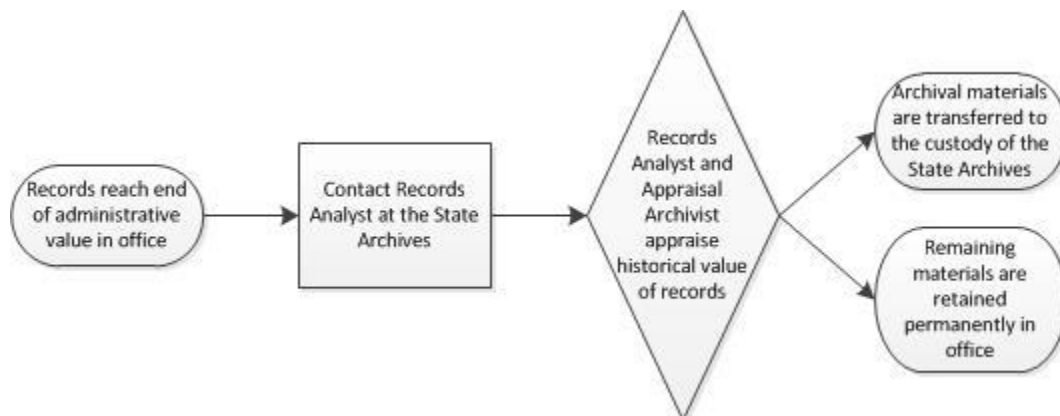 Records reach end
of administrative
value in office
Contact Records
Analyst at the State
Archives
Records
Analyst and
Appraisal
Archivist
appraise
historical value
of records
Archival materials
are transferred to
the custody of the
State Archives
Remaining
materials are
retained
permanently in
office